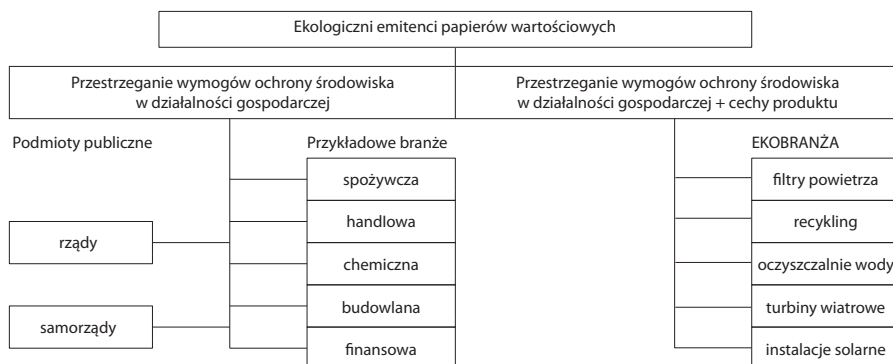 Ekologiczni emitenci papierów wartościowych
Przestrzeganie wymogów ochrony środowiska
w działalności gospodarczej
Przestrzeganie wymogów ochrony środowiska
w działalności gospodarczej + cechy produktu
Podmioty publiczne
rządy
samorządy
Przykładowe branże
spożywcza
handlowa
chemiczna
budowlana
finansowa
EKOBRANŻA
filtry powietrza
recykling
oczyszczalnie wody
turbiny wiatrowe
instalacje solarne